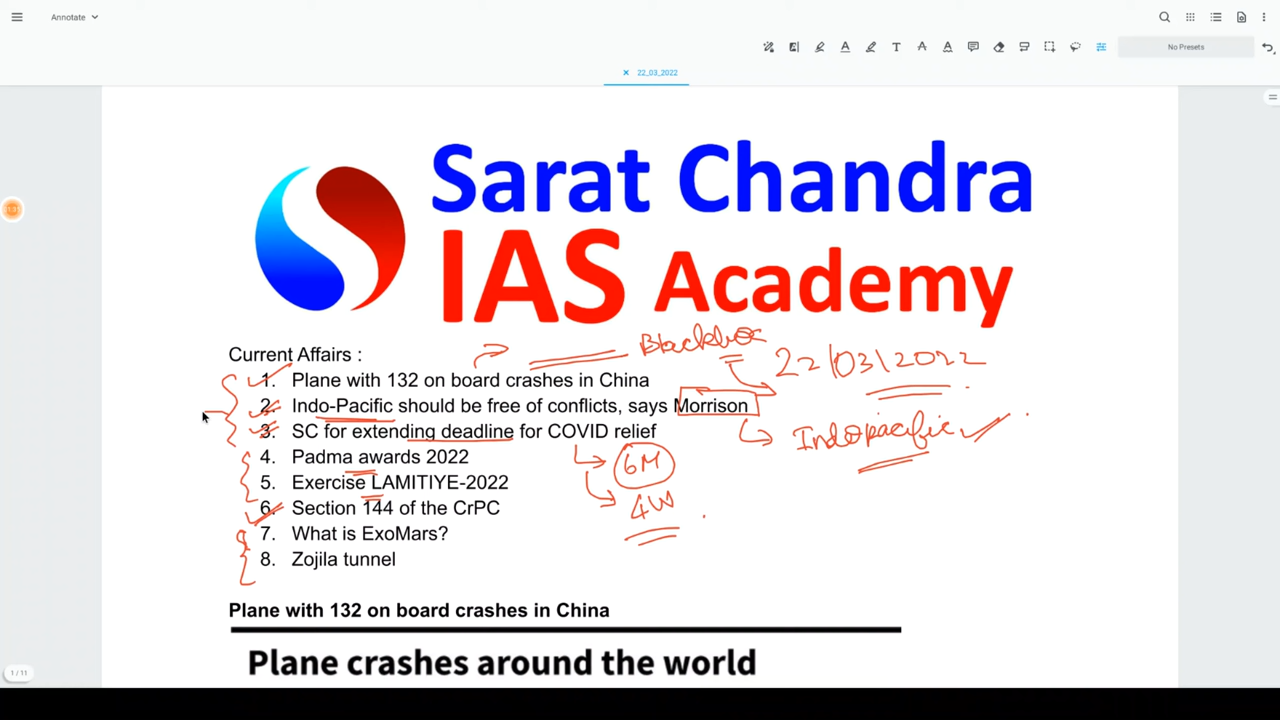 Annotate
No Presets
22_03_2022
Sarat Chandra
IAS Academy
Current Affairs :
Blackbox
22/03/2022
1. Plane with 132 on board crashes in China
2. Indo-Pacific should be free of conflicts, says Morrison
Indopacific
3. SC for extending deadline for COVID relief
6M
4W
4. Padma awards 2022
5. Exercise LAMITIYE-2022
6. Section 144 of the CrPC
7. What is ExoMars?
8. Zojila tunnel
Plane with 132 on board crashes in China
Plane crashes around the world
1 / 11